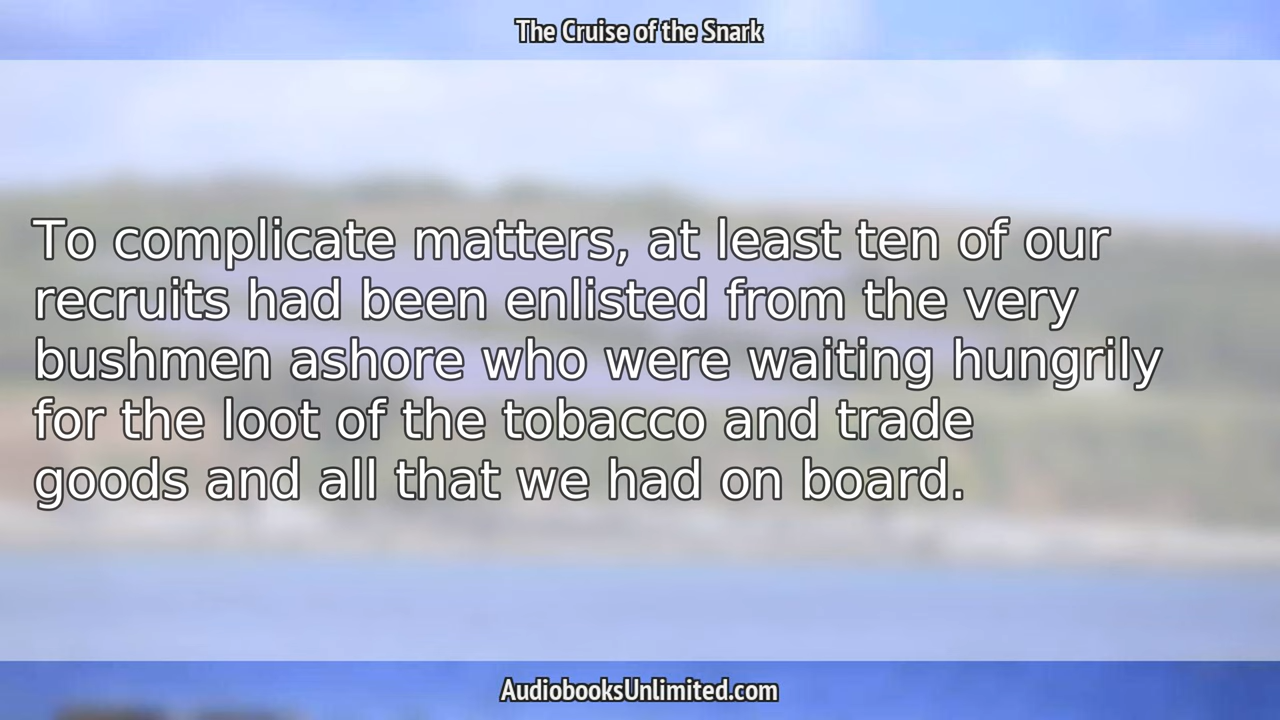 The Cruise of the Snark
To complicate matters, at least ten of our
recruits had been enlisted from the very
bushmen ashore who were waiting hungrily
for the loot of the tobacco and trade
goods and all that we had on board.
AudiobooksUnlimited.com